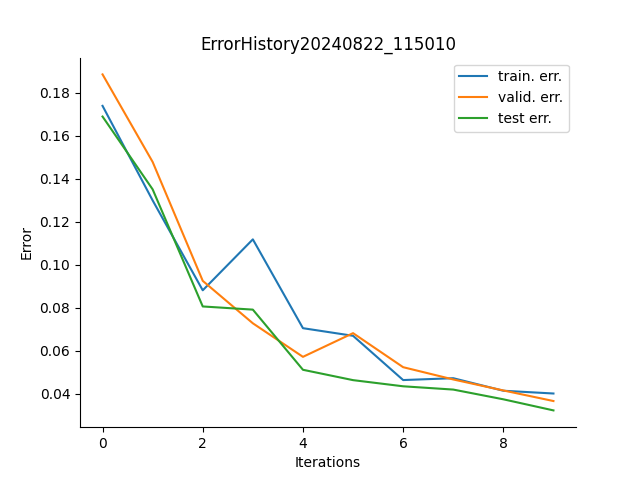 ErrorHistory20240822_115010
train. err.
valid. err.
test err.
0.18
0.16
0.14
0.12
0.10
0.08
0.06
0.04
Error
0 2 4 6 8
Iterations